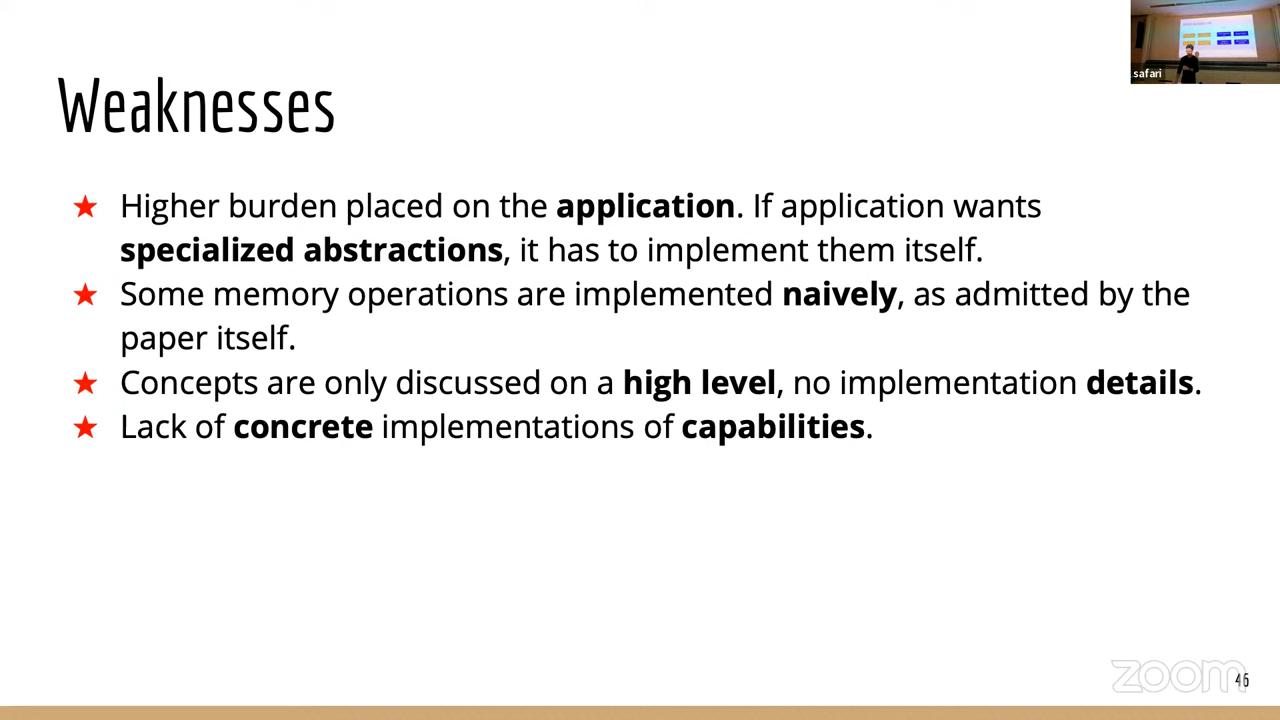 safari
Weaknesses
★ Higher burden placed on the application. If application wants
specialized abstractions, it has to implement them itself.
★ Some memory operations are implemented naively, as admitted by the
paper itself.
★ Concepts are only discussed on a high level, no implementation details.
★ Lack of concrete implementations of capabilities.
zoom
46